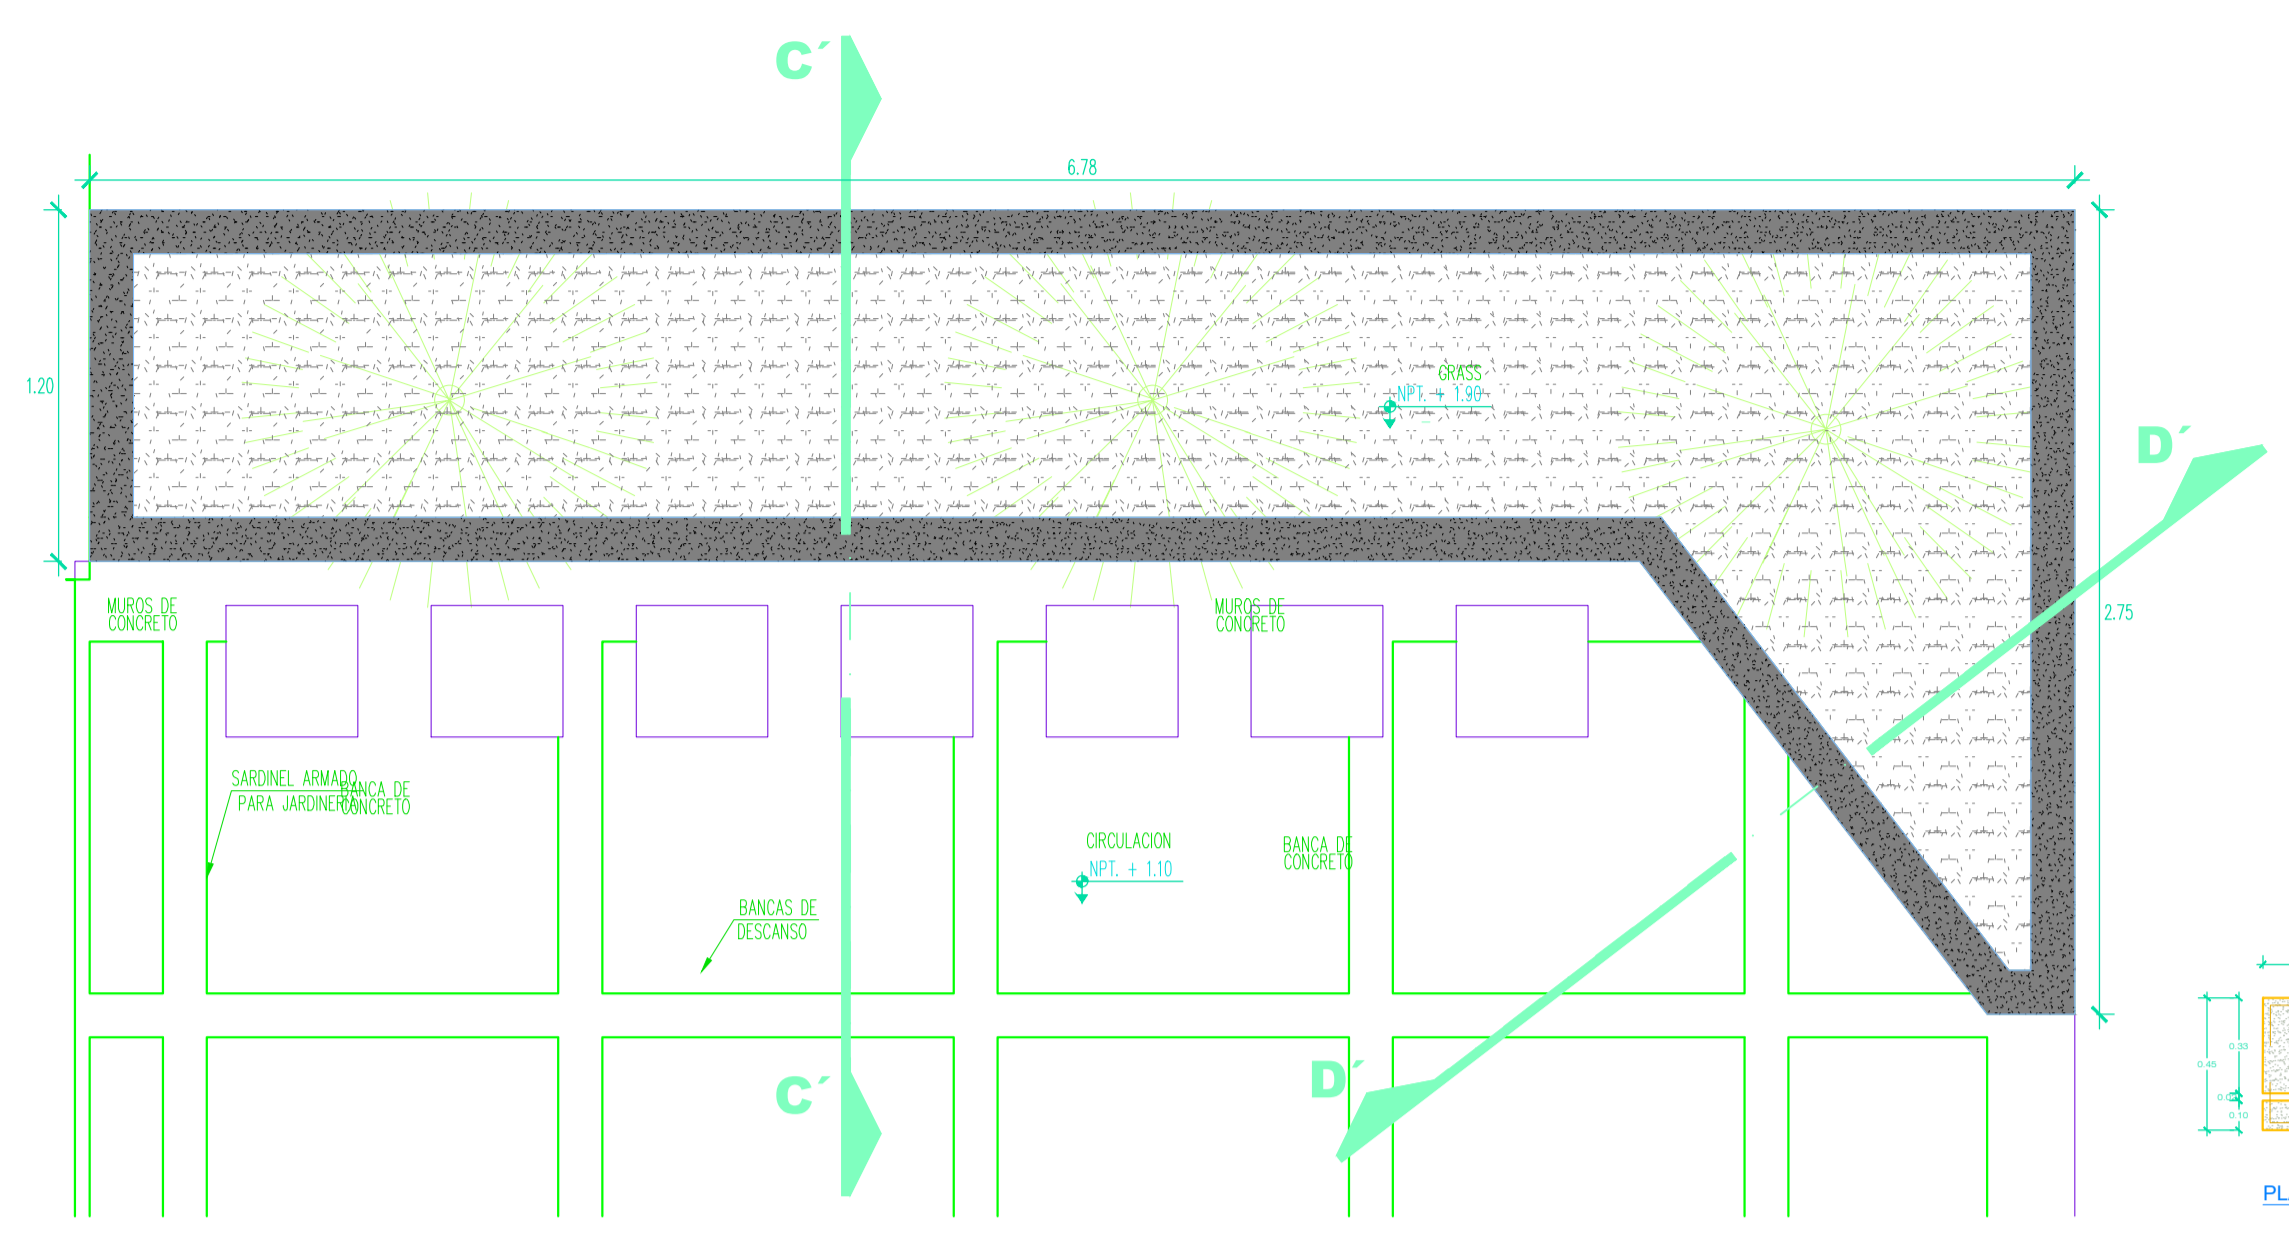 C´
6.78
1.20
GRASS
NPT. + 1.90
D´
2.75
MUROS DE
CONCRETO
MUROS DE
CONCRETO
SARDINEL ARMADO
PARA JARDINERIA
BANCA DE
CONCRETO
CIRCULACION
NPT. + 1.10
BANCA DE
CONCRETO
BANCAS DE
DESCANSO
0.33
0.45
0.10
C´
D´